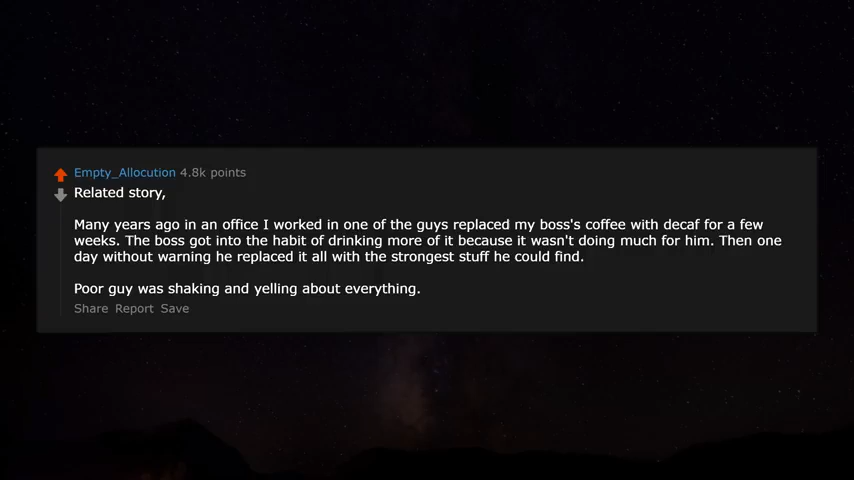 Empty_Allocution 4.8k points
Related story,
Many years ago in an office I worked in one of the guys replaced my boss's coffee with decaf for a few
weeks. The boss got into the habit of drinking more of it because it wasn't doing much for him. Then one
day without warning he replaced it all with the strongest stuff he could find.
Poor guy was shaking and yelling about everything.
Share Report Save